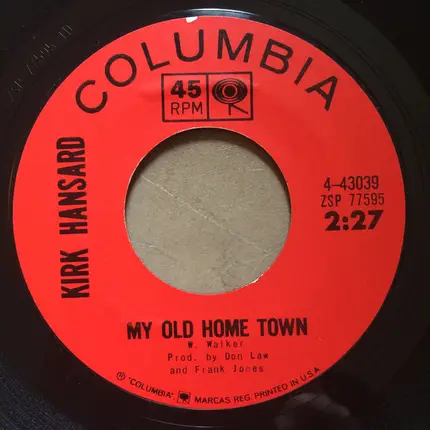 COLUMBIA
45
RPM
KIRK HANSARD
4-43039
ZSP 77595
2:27
MY OLD HOME TOWN
W. Walker
Prod. by Don Law
and Frank Jones
® "COLUMBIA" MARCAS REG. PRINTED IN U.S.A